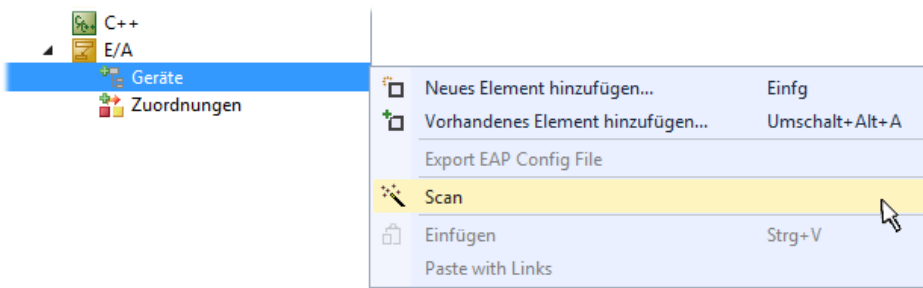 C++
E/A
Geräte
Zuordnungen
Neues Element hinzufügen... Einfg
Vorhandenes Element hinzufügen... Umschalt+Alt+A
Export EAP Config File
Scan
Einfügen Strg+V
Paste with Links